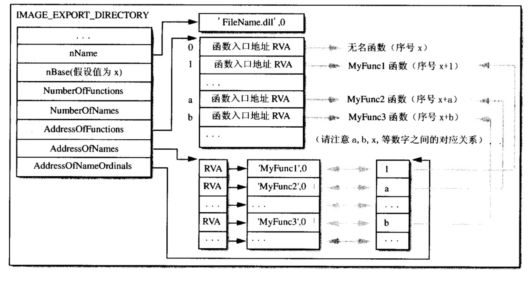 IMAGE_EXPORT_DIRECTORY
. . .
nName
nBase(假设值为 x)
NumberOfFunctions
NumberOfNames
AddressOfFunctions
AddressOfNames
AddressOfNameOrdinals
'FileName.dll',0
0 函数入口地址 RVA 无名函数（序号 x）
1 函数入口地址 RVA MyFunc1 函数（序号 x+1）
. . .
a 函数入口地址 RVA MyFunc2 函数（序号 x+a）
b 函数入口地址 RVA MyFunc3 函数（序号 x+b）
. . .
（请注意 a, b, x, 等数字之间的对应关系）
RVA 'MyFunc1',0 1
RVA 'MyFunc2',0 a
. . . . . . . . .
RVA 'MyFunc3',0 b
. . . . . . . . .